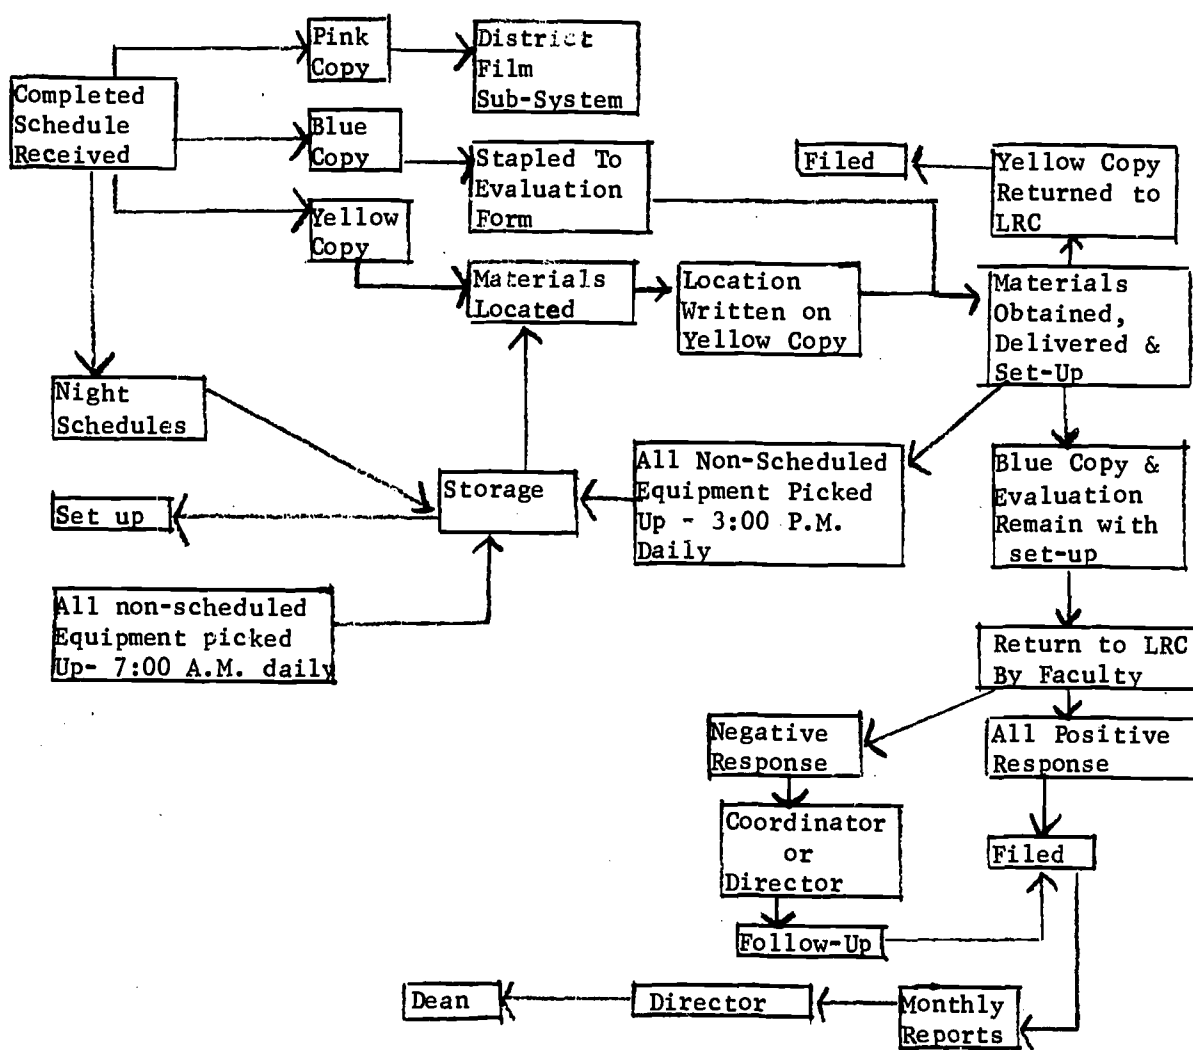 Pink
Copy
District
Film
Sub-System
Completed
Schedule
Received
Blue
Copy
Stapled To
Evaluation
Form
Filed
Yellow Copy
Returned to
LRC
Yellow
Copy
Materials
Located
Location
Written on
Yellow Copy
Materials
Obtained,
Delivered &
Set-Up
Night
Schedules
Storage
All Non-Scheduled
Equipment Picked
Up - 3:00 P.M.
Daily
Blue Copy &
Evaluation
Remain with
set-up
Set up
All non-scheduled
Equipment picked
Up- 7:00 A.M. daily
Return to LRC
By Faculty
Negative
Response
All Positive
Response
Coordinator
or
Director
Filed
Follow-Up
Dean
Director
Monthly
Reports